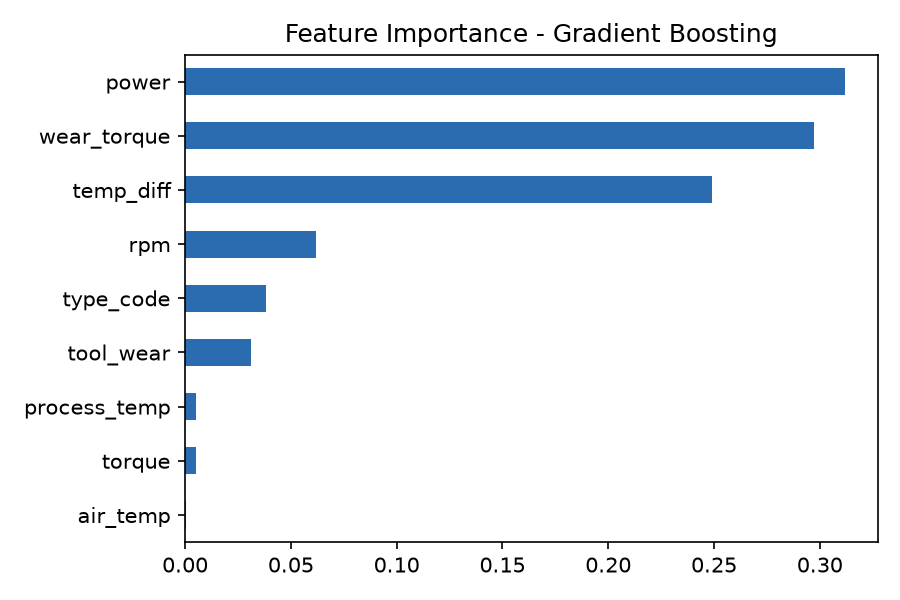 Feature Importance - Gradient Boosting
power
wear_torque
temp_diff
rpm
type_code
tool_wear
process_temp
torque
air_temp
0.00 0.05 0.10 0.15 0.20 0.25 0.30